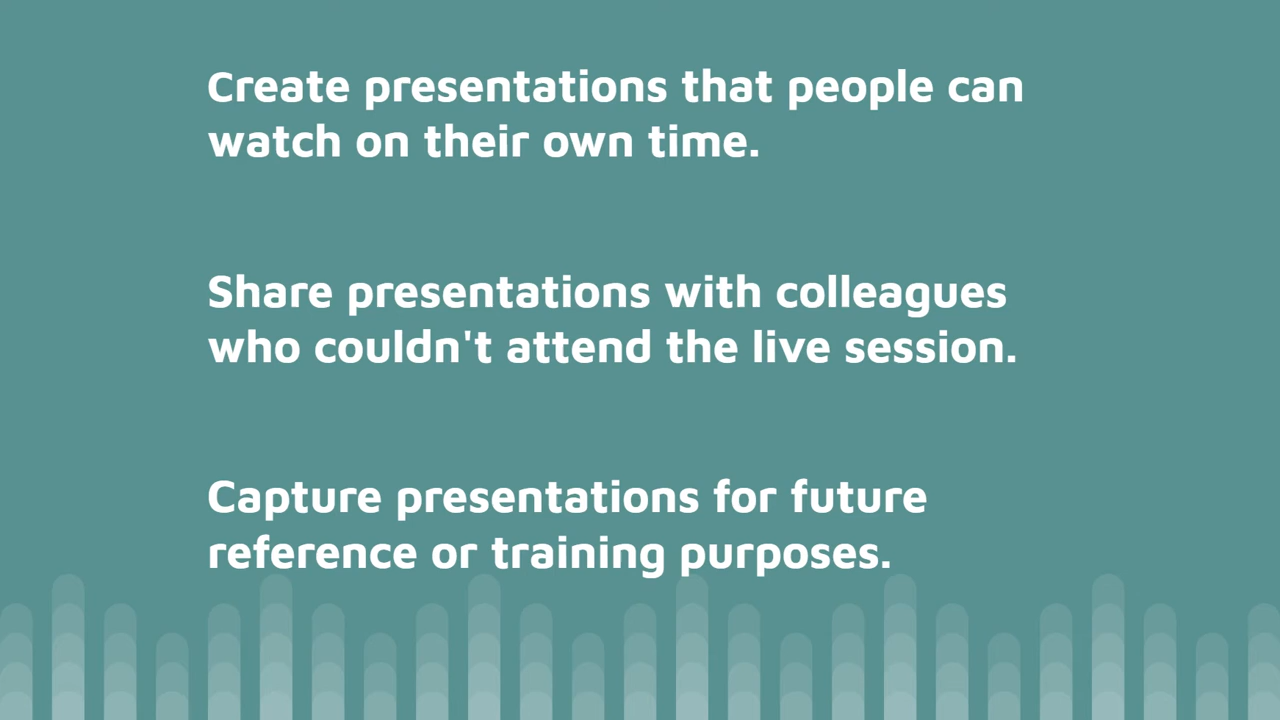 Create presentations that people can
watch on their own time.
Share presentations with colleagues
who couldn't attend the live session.
Capture presentations for future
reference or training purposes.